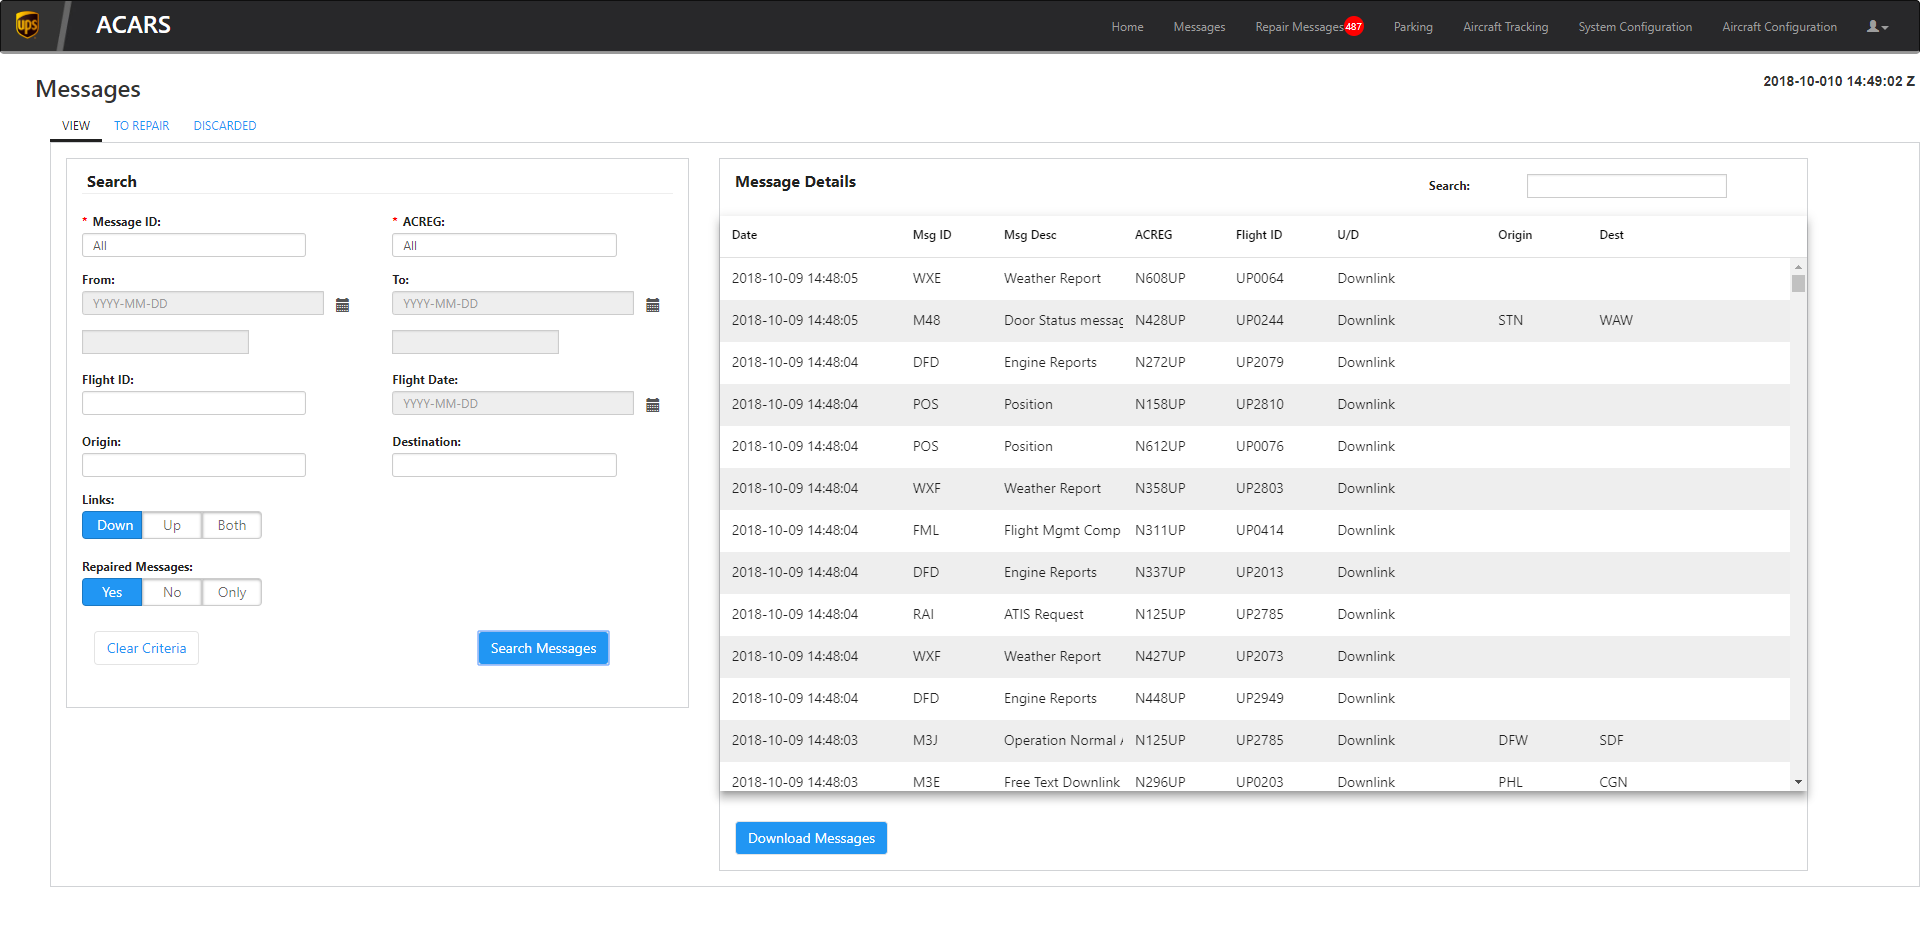 ups
ACARS
Home Messages Repair Messages 487 Parking Aircraft Tracking System Configuration Aircraft Configuration
Messages
2018-10-010 14:49:02 Z
VIEW TO REPAIR DISCARDED
Search
* Message ID: * ACREG:
All All
From: To:
YYYY-MM-DD YYYY-MM-DD
Flight ID: Flight Date:
YYYY-MM-DD
Origin: Destination:
Links:
Down Up Both
Repaired Messages:
Yes No Only
Clear Criteria Search Messages
Message Details Search:
Date Msg ID Msg Desc ACREG Flight ID U/D Origin Dest
2018-10-09 14:48:05 WXE Weather Report N608UP UP0064 Downlink
2018-10-09 14:48:05 M48 Door Status messag N428UP UP0244 Downlink STN WAW
2018-10-09 14:48:04 DFD Engine Reports N272UP UP2079 Downlink
2018-10-09 14:48:04 POS Position N158UP UP2810 Downlink
2018-10-09 14:48:04 POS Position N612UP UP0076 Downlink
2018-10-09 14:48:04 WXF Weather Report N358UP UP2803 Downlink
2018-10-09 14:48:04 FML Flight Mgmt Comp N311UP UP0414 Downlink
2018-10-09 14:48:04 DFD Engine Reports N337UP UP2013 Downlink
2018-10-09 14:48:04 RAI ATIS Request N125UP UP2785 Downlink
2018-10-09 14:48:04 WXF Weather Report N427UP UP2073 Downlink
2018-10-09 14:48:04 DFD Engine Reports N448UP UP2949 Downlink
2018-10-09 14:48:03 M3J Operation Normal N125UP UP2785 Downlink DFW SDF
2018-10-09 14:48:03 M3E Free Text Downlink N296UP UP0203 Downlink PHL CGN
Download Messages